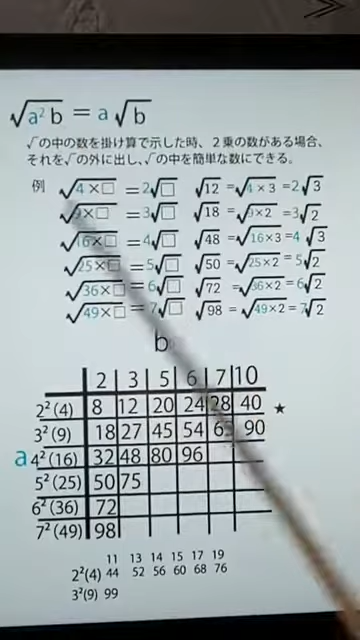 √a²b = a√b
√の中の数を掛け算で示した時、２乗の数がある場合、
それを√の外に出し、√の中を簡単な数にできる。
例 √4×□ = 2√□ √12 = √4×3 = 2√3
√9×□ = 3√□ √18 = √9×2 = 3√2
√16×□ = 4√□ √48 = √16×3 = 4√3
√25×□ = 5√□ √50 = √25×2 = 5√2
√36×□ = 6√□ √72 = √36×2 = 6√2
√49×□ = 7√□ √98 = √49×2 = 7√2
b
2 3 5 6 7 10
2²(4) 8 12 20 24 28 40 ★
3²(9) 18 27 45 54 63 90
a 4²(16) 32 48 80 96
5²(25) 50 75
6²(36) 72
7²(49) 98
11 13 14 15 17 19
2²(4) 44 52 56 60 68 76
3²(9) 99